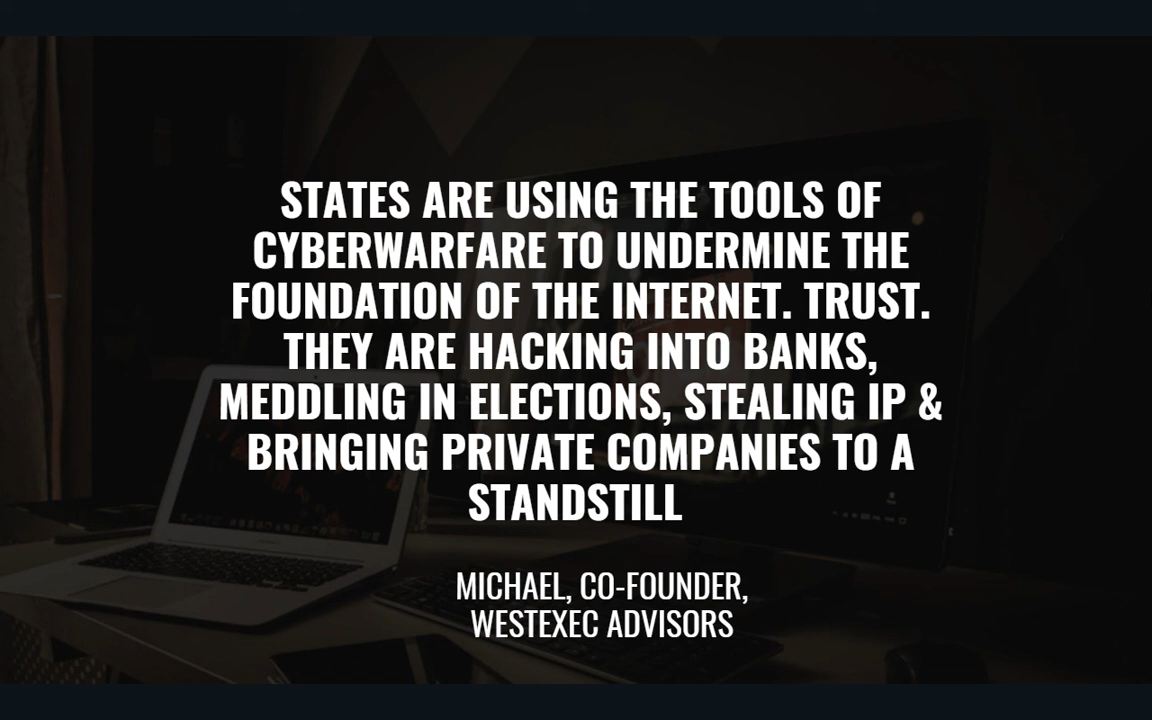 STATES ARE USING THE TOOLS OF
CYBERWARFARE TO UNDERMINE THE
FOUNDATION OF THE INTERNET. TRUST.
THEY ARE HACKING INTO BANKS,
MEDDLING IN ELECTIONS, STEALING IP &
BRINGING PRIVATE COMPANIES TO A
STANDSTILL
MICHAEL, CO-FOUNDER,
WESTEXEC ADVISORS